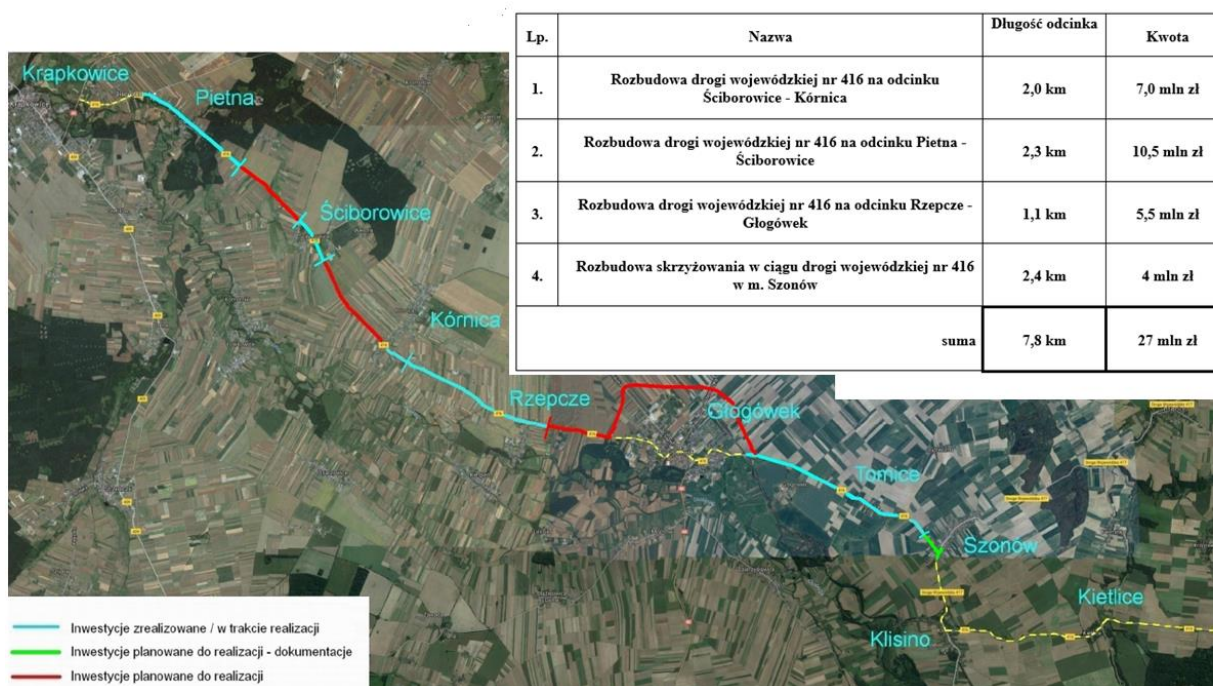 Lp.
Nazwa
Długość odcinka
Kwota
1.
Rozbudowa drogi wojewódzkiej nr 416 na odcinku
Ściborowice - Kórnica
2,0 km
7,0 mln zł
2.
Rozbudowa drogi wojewódzkiej nr 416 na odcinku Pietna -
Ściborowice
2,3 km
10,5 mln zł
3.
Rozbudowa drogi wojewódzkiej nr 416 na odcinku Rzepcze -
Głogówek
1,1 km
5,5 mln zł
4.
Rozbudowa skrzyżowania w ciągu drogi wojewódzkiej nr 416
w m. Szonów
2,4 km
4 mln zł
suma
7,8 km
27 mln zł
Krapkowice
Pietna
Ściborowice
Kórnica
Rzepcze
Głogówek
Tomice
Szonów
Kietlice
Klisino
Inwestycje zrealizowane / w trakcie realizacji
Inwestycje planowane do realizacji - dokumentacje
Inwestycje planowane do realizacji